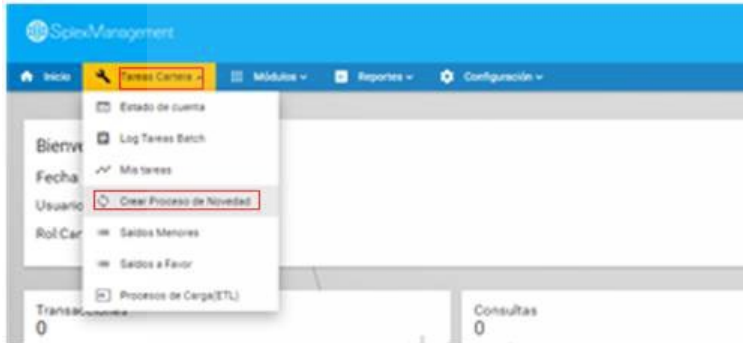 SiplexManagement
Inicio Tareas Cartera Módulos Reportes Configuración
Estado de cuenta
Log Tareas Batch
Mis tareas
Crear Proceso de Novedad
Saldos Menores
Saldos a Favor
Procesos de Carga(ETL)
Bienve
Fecha
Usuario
Rol:Car
Transacciones
0
Consultas
0